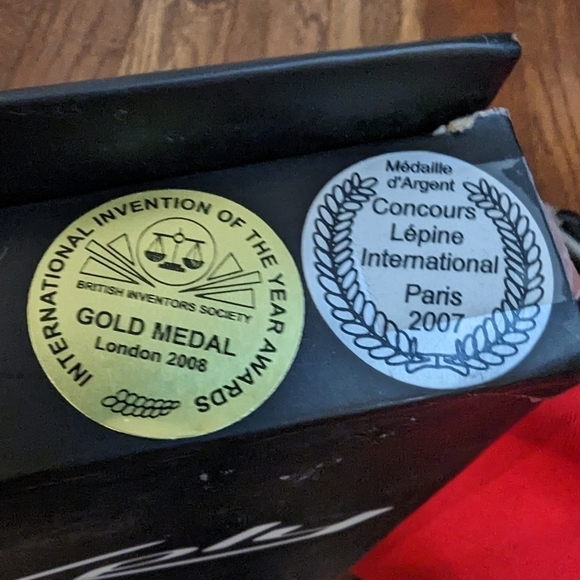 INTERNATIONAL INVENTION OF THE YEAR AWARDS
BRITISH INVENTORS SOCIETY
GOLD MEDAL
London 2008
Médaille
d'Argent
Concours
Lépine
International
Paris
2007